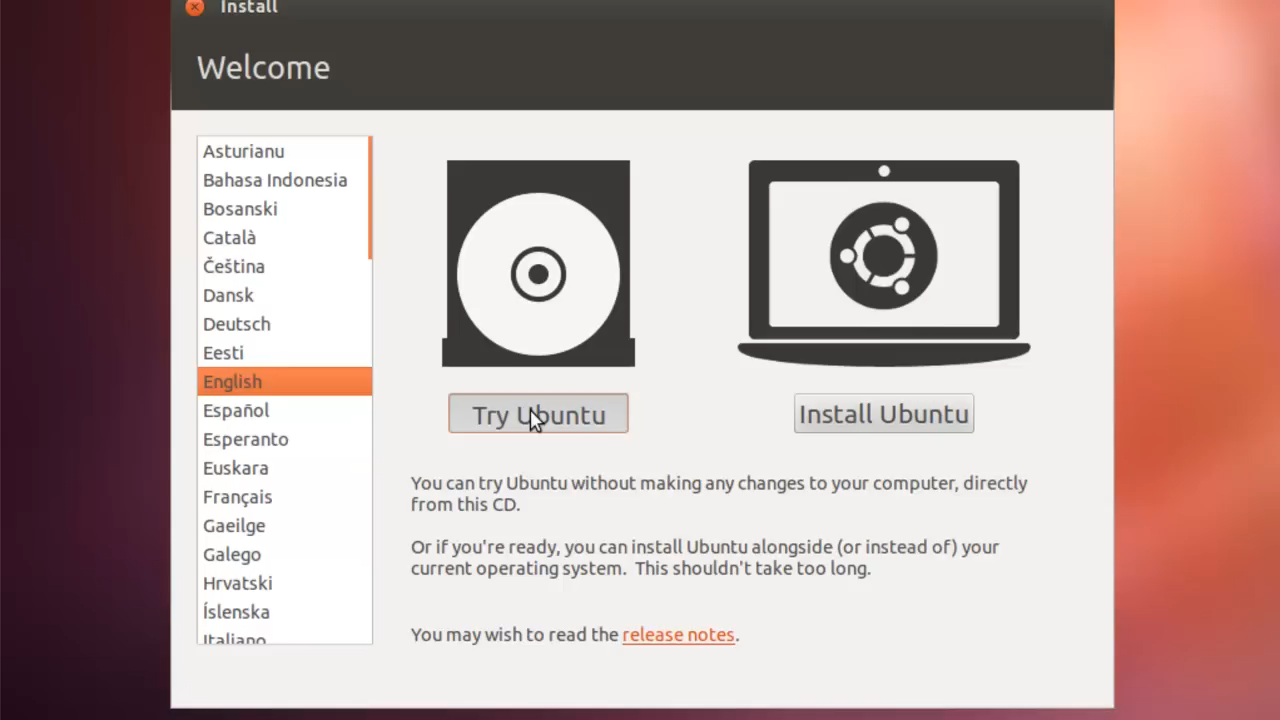 Install
Welcome
Asturianu
Bahasa Indonesia
Bosanski
Català
Čeština
Dansk
Deutsch
Eesti
English
Español
Esperanto
Euskara
Français
Gaeilge
Galego
Hrvatski
Íslenska
Italiano
Try Ubuntu
Install Ubuntu
You can try Ubuntu without making any changes to your computer, directly
from this CD.
Or if you're ready, you can install Ubuntu alongside (or instead of) your
current operating system. This shouldn't take too long.
You may wish to read the release notes.